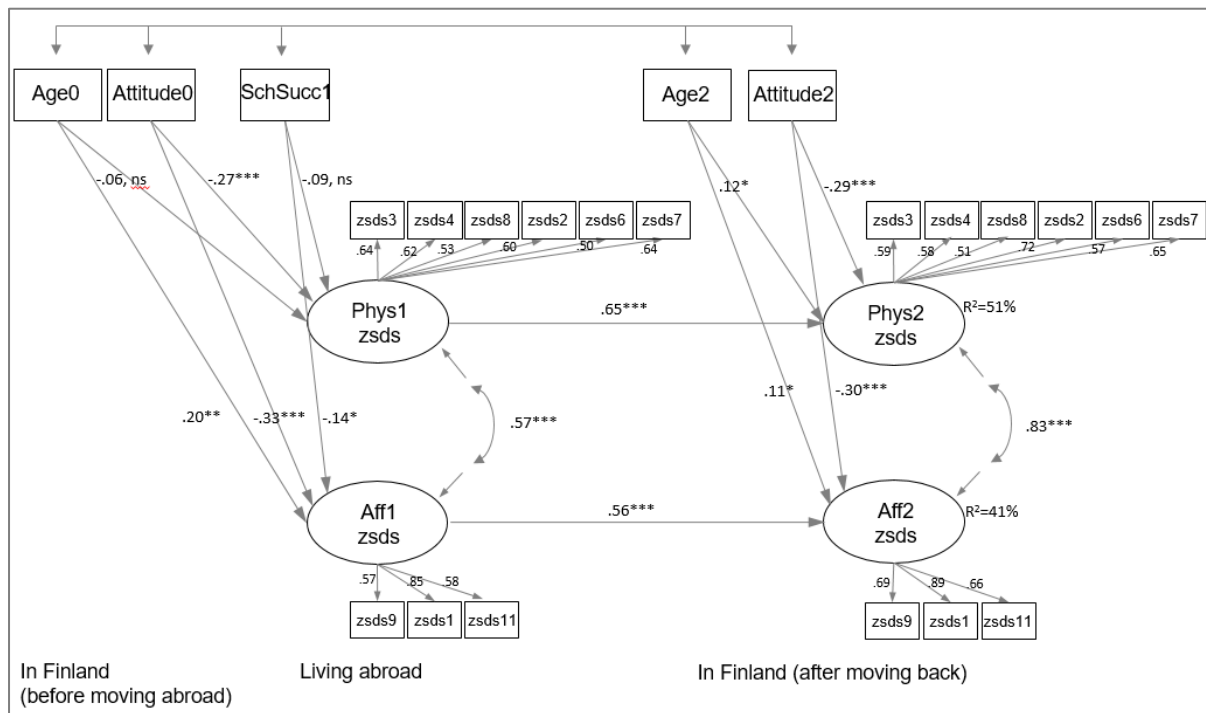 Age0 Attitude0 SchSucc1 Age2 Attitude2
-.06, ns -.27*** -.09, ns .12* -.29***
zsds3 zsds4 zsds8 zsds2 zsds6 zsds7
.64 .62 .53 .60 .50 .64
zsds3 zsds4 zsds8 zsds2 zsds6 zsds7
.59 .58 .51 .72 .57 .65
Phys1
zsds
.65***
Phys2
zsds
R²=51%
.20** -.33*** -.14* .57*** .11* -.30*** .83***
Aff1
zsds
.56***
Aff2
zsds
R²=41%
.57 .85 .58
zsds9 zsds1 zsds11
.69 .89 .66
zsds9 zsds1 zsds11
In Finland
(before moving abroad)
Living abroad
In Finland (after moving back)